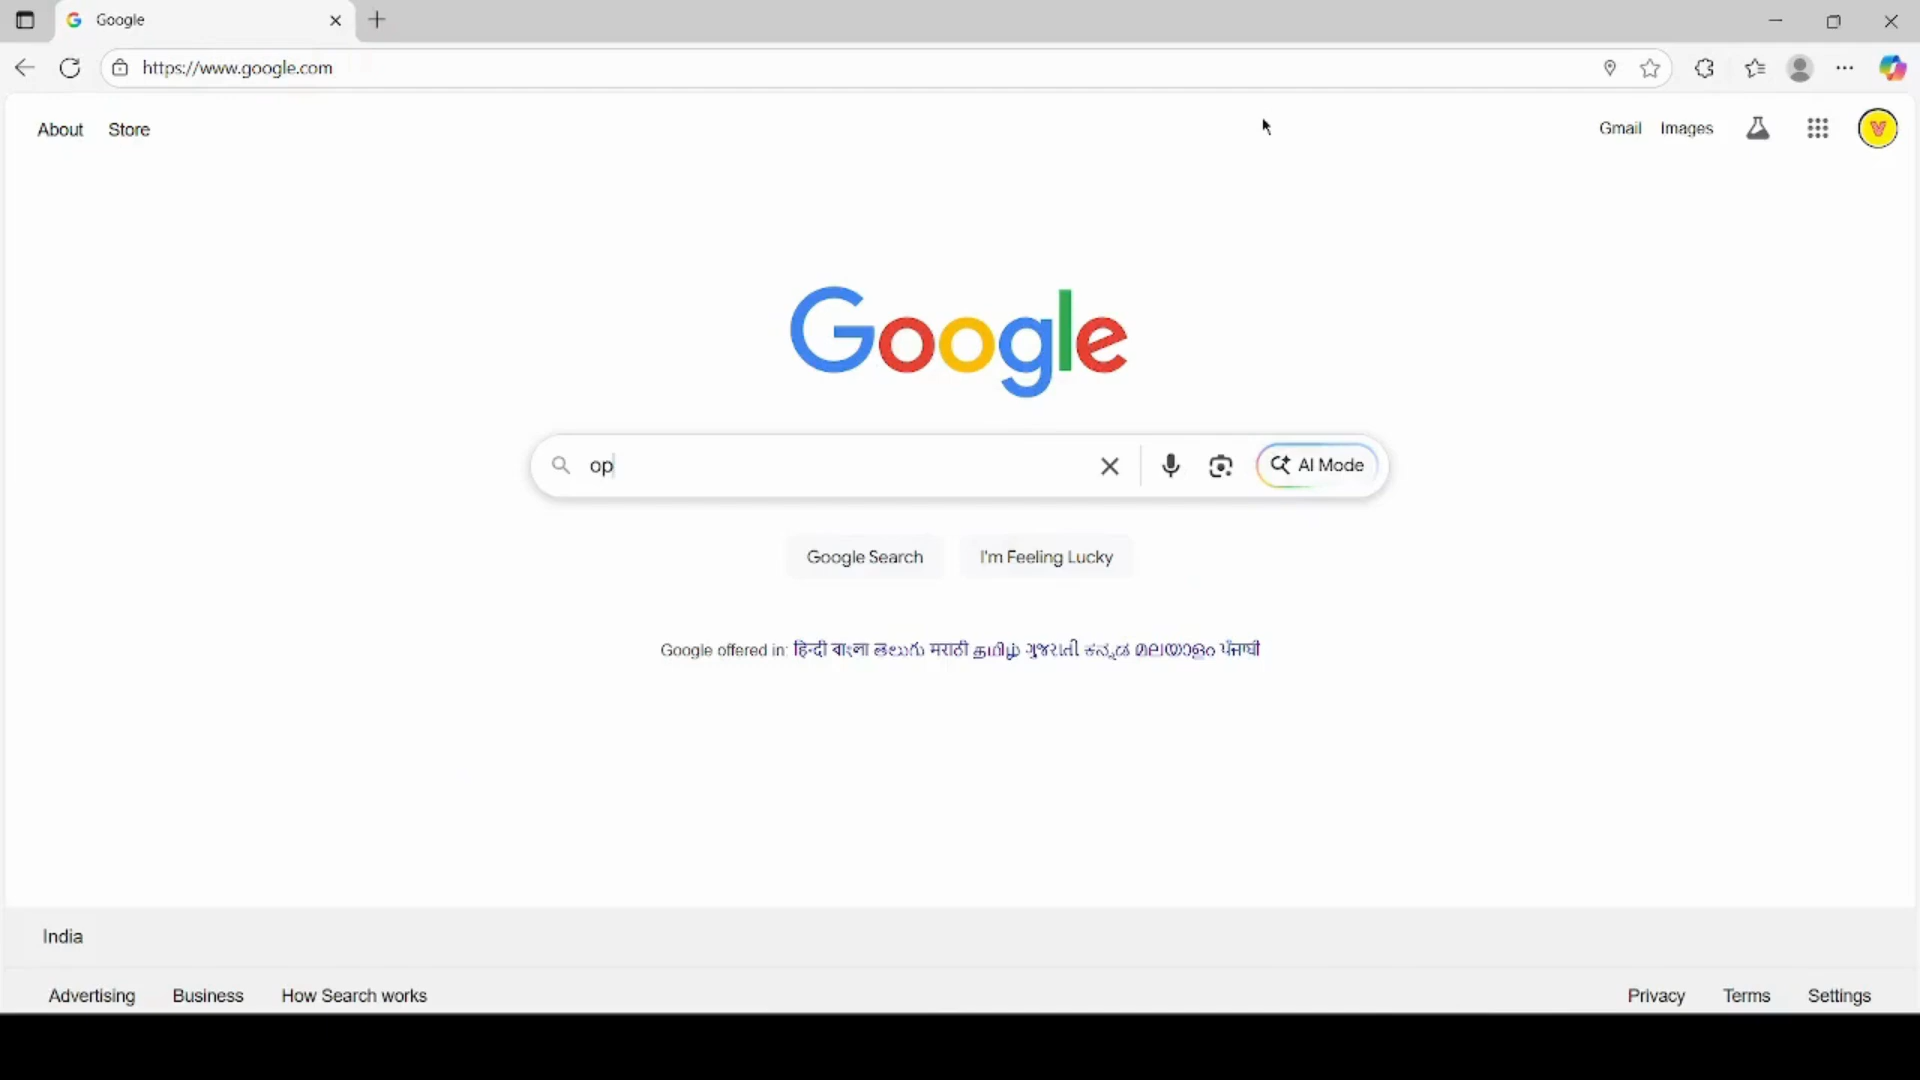 Google
https://www.google.com
About Store
Gmail Images
V
Google
op
AI Mode
Google Search I'm Feeling Lucky
Google offered in: हिन्दी বাংলা తెలుగు मराठी தமிழ் ગુજરાતી ಕನ್ನಡ മലയാളം ਪੰਜਾਬੀ
India
Advertising Business How Search works
Privacy Terms Settings